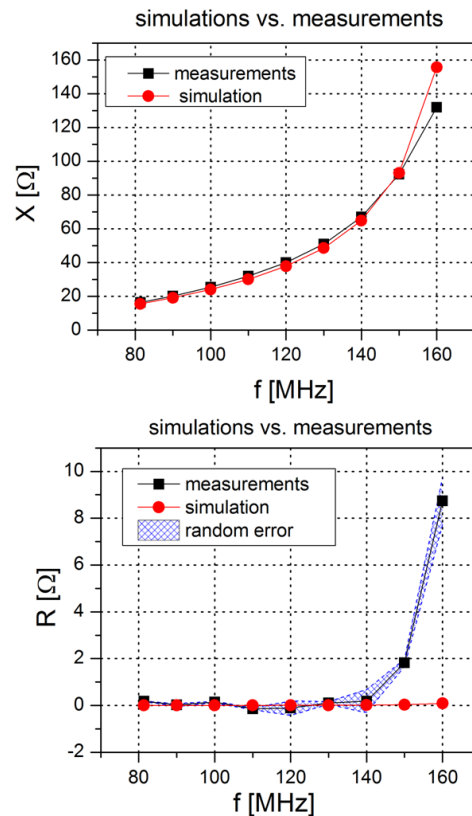 simulations vs. measurements
160
measurements
140
simulation
120
100
X [Ω]
80
60
40
20
0
80 100 120 140 160
f [MHz]
simulations vs. measurements
10
measurements
8
simulation
random error
6
R [Ω]
4
2
0
-2
80 100 120 140 160
f [MHz]